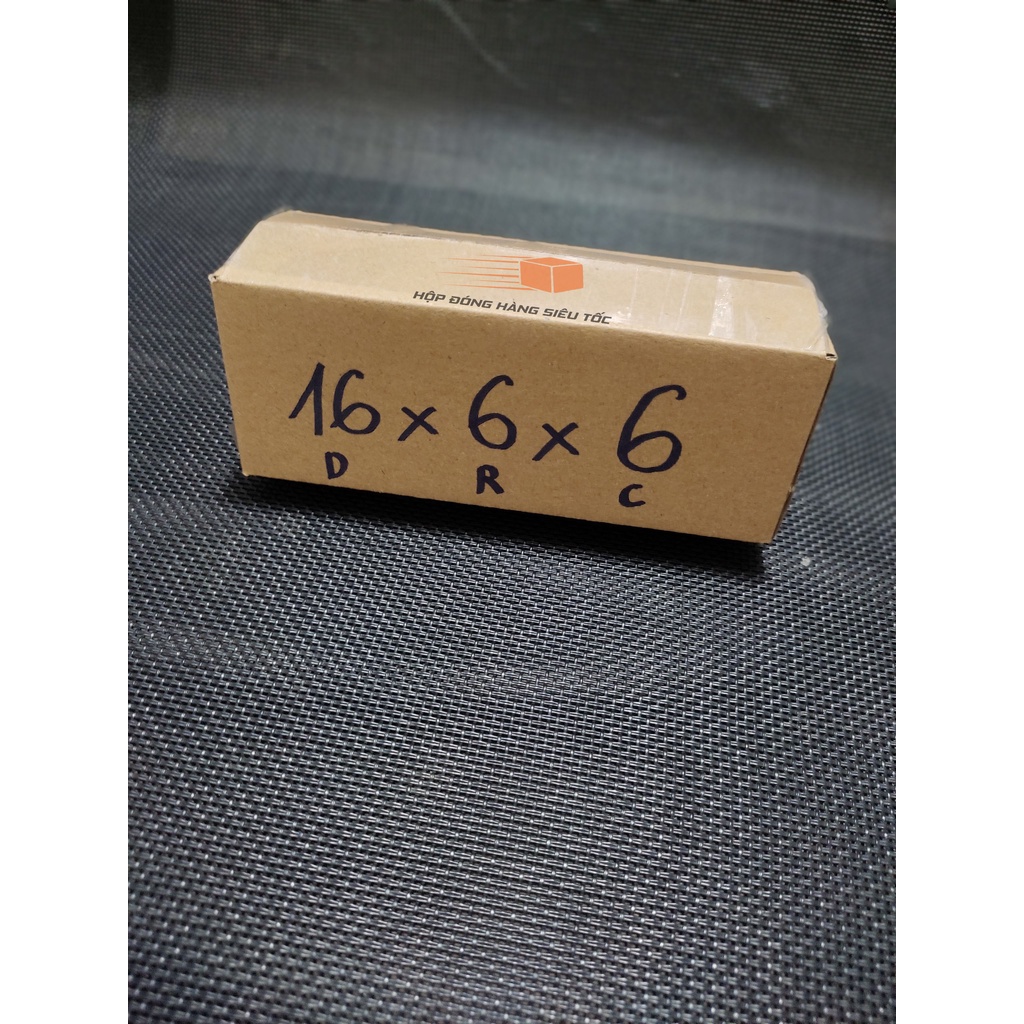 HỘP ĐÓNG HÀNG SIÊU TỐC
16 x 6 x 6
D R C